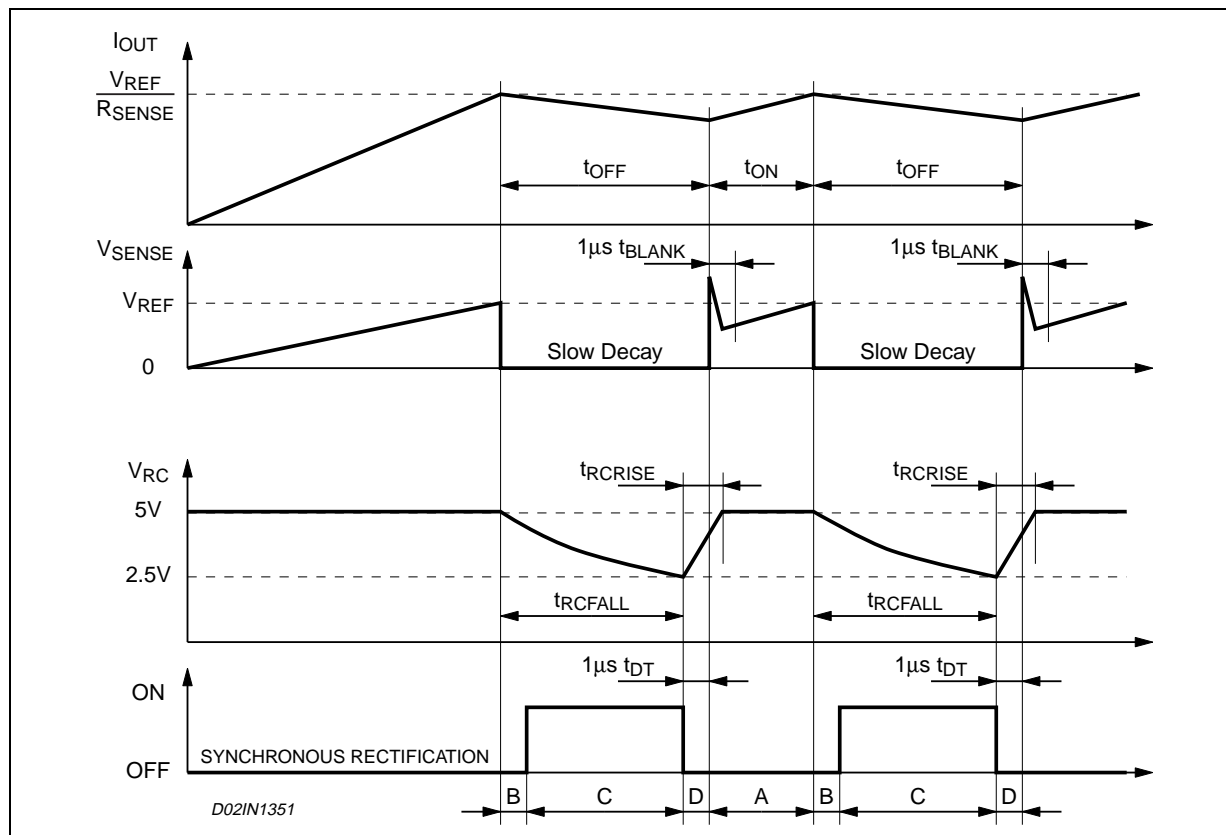 IOUT
VREF
RSENSE
tOFF tON tOFF
VSENSE
1μs tBLANK 1μs tBLANK
VREF
Slow Decay Slow Decay
0
VRC
tRCRISE tRCRISE
5V
2.5V
tRCFALL tRCFALL
1μs tDT 1μs tDT
ON
SYNCHRONOUS RECTIFICATION
OFF
B C D A B C D
D02IN1351